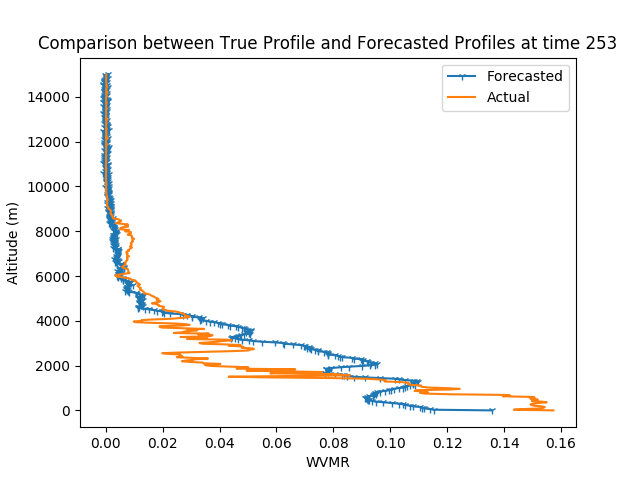 Comparison between True Profile and Forecasted Profiles at time 253
Forecasted
Actual
14000
12000
10000
8000
6000
4000
2000
0
Altitude (m)
0.00 0.02 0.04 0.06 0.08 0.10 0.12 0.14 0.16
WVMR